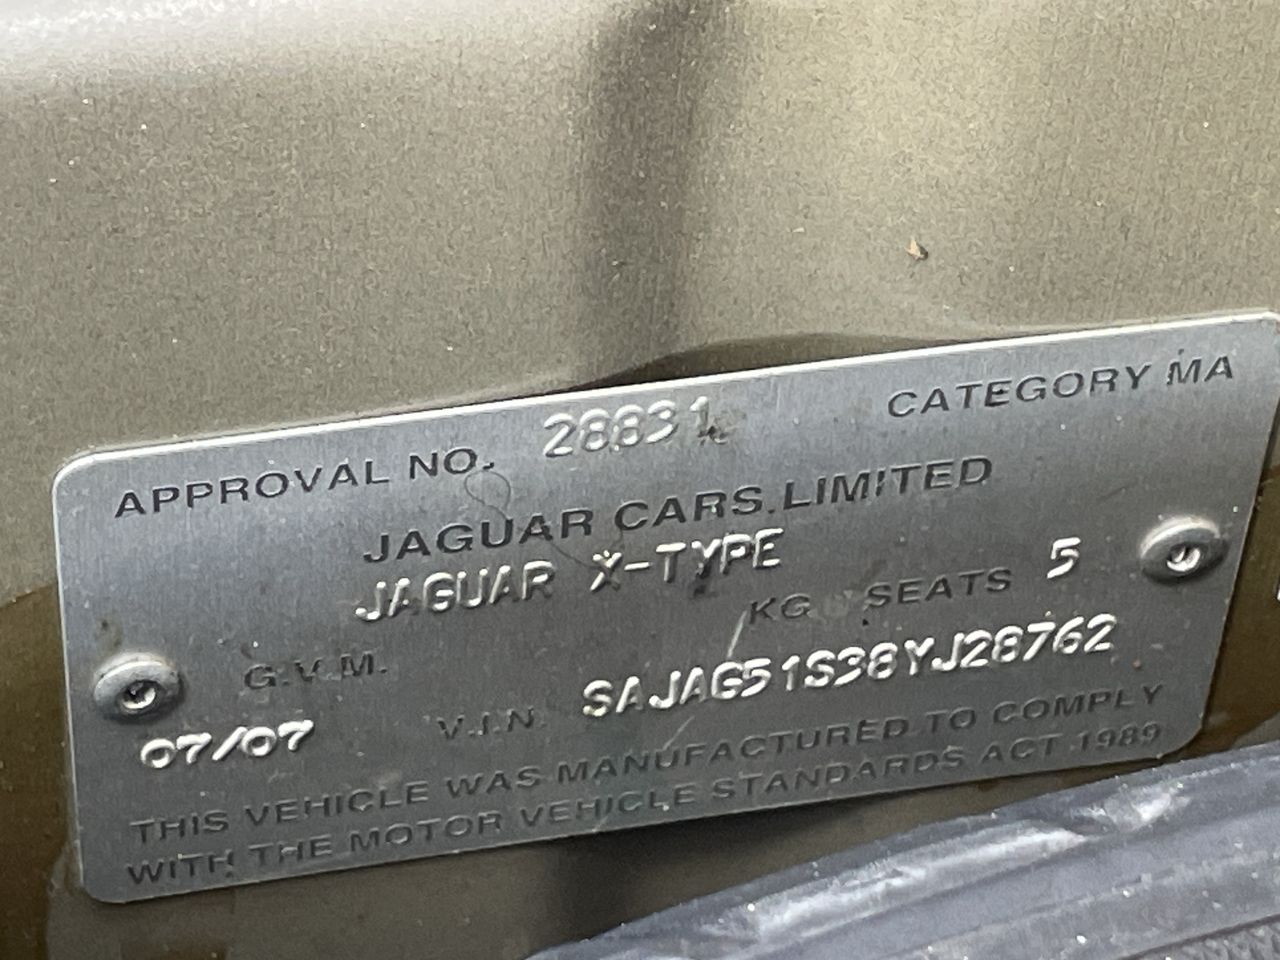 APPROVAL NO. 28831 CATEGORY MA
JAGUAR CARS LIMITED
JAGUAR X-TYPE
G.V.M. KG SEATS 5
07/07 V.I.N. SAJAG51S38YJ28762
THIS VEHICLE WAS MANUFACTURED TO COMPLY
WITH THE MOTOR VEHICLE STANDARDS ACT 1989